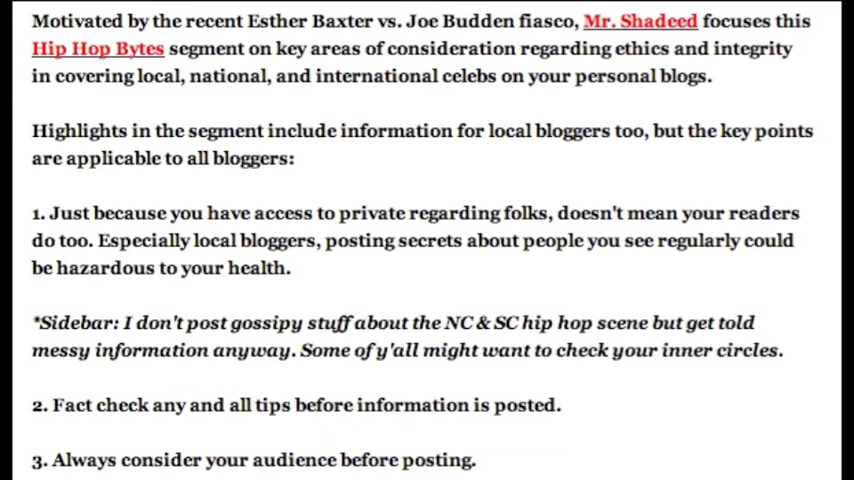 Motivated by the recent Esther Baxter vs. Joe Budden fiasco, Mr. Shadeed focuses this
Hip Hop Bytes segment on key areas of consideration regarding ethics and integrity
in covering local, national, and international celebs on your personal blogs.
Highlights in the segment include information for local bloggers too, but the key points
are applicable to all bloggers:
1. Just because you have access to private regarding folks, doesn't mean your readers
do too. Especially local bloggers, posting secrets about people you see regularly could
be hazardous to your health.
*Sidebar: I don't post gossipy stuff about the NC & SC hip hop scene but get told
messy information anyway. Some of y'all might want to check your inner circles.
2. Fact check any and all tips before information is posted.
3. Always consider your audience before posting.